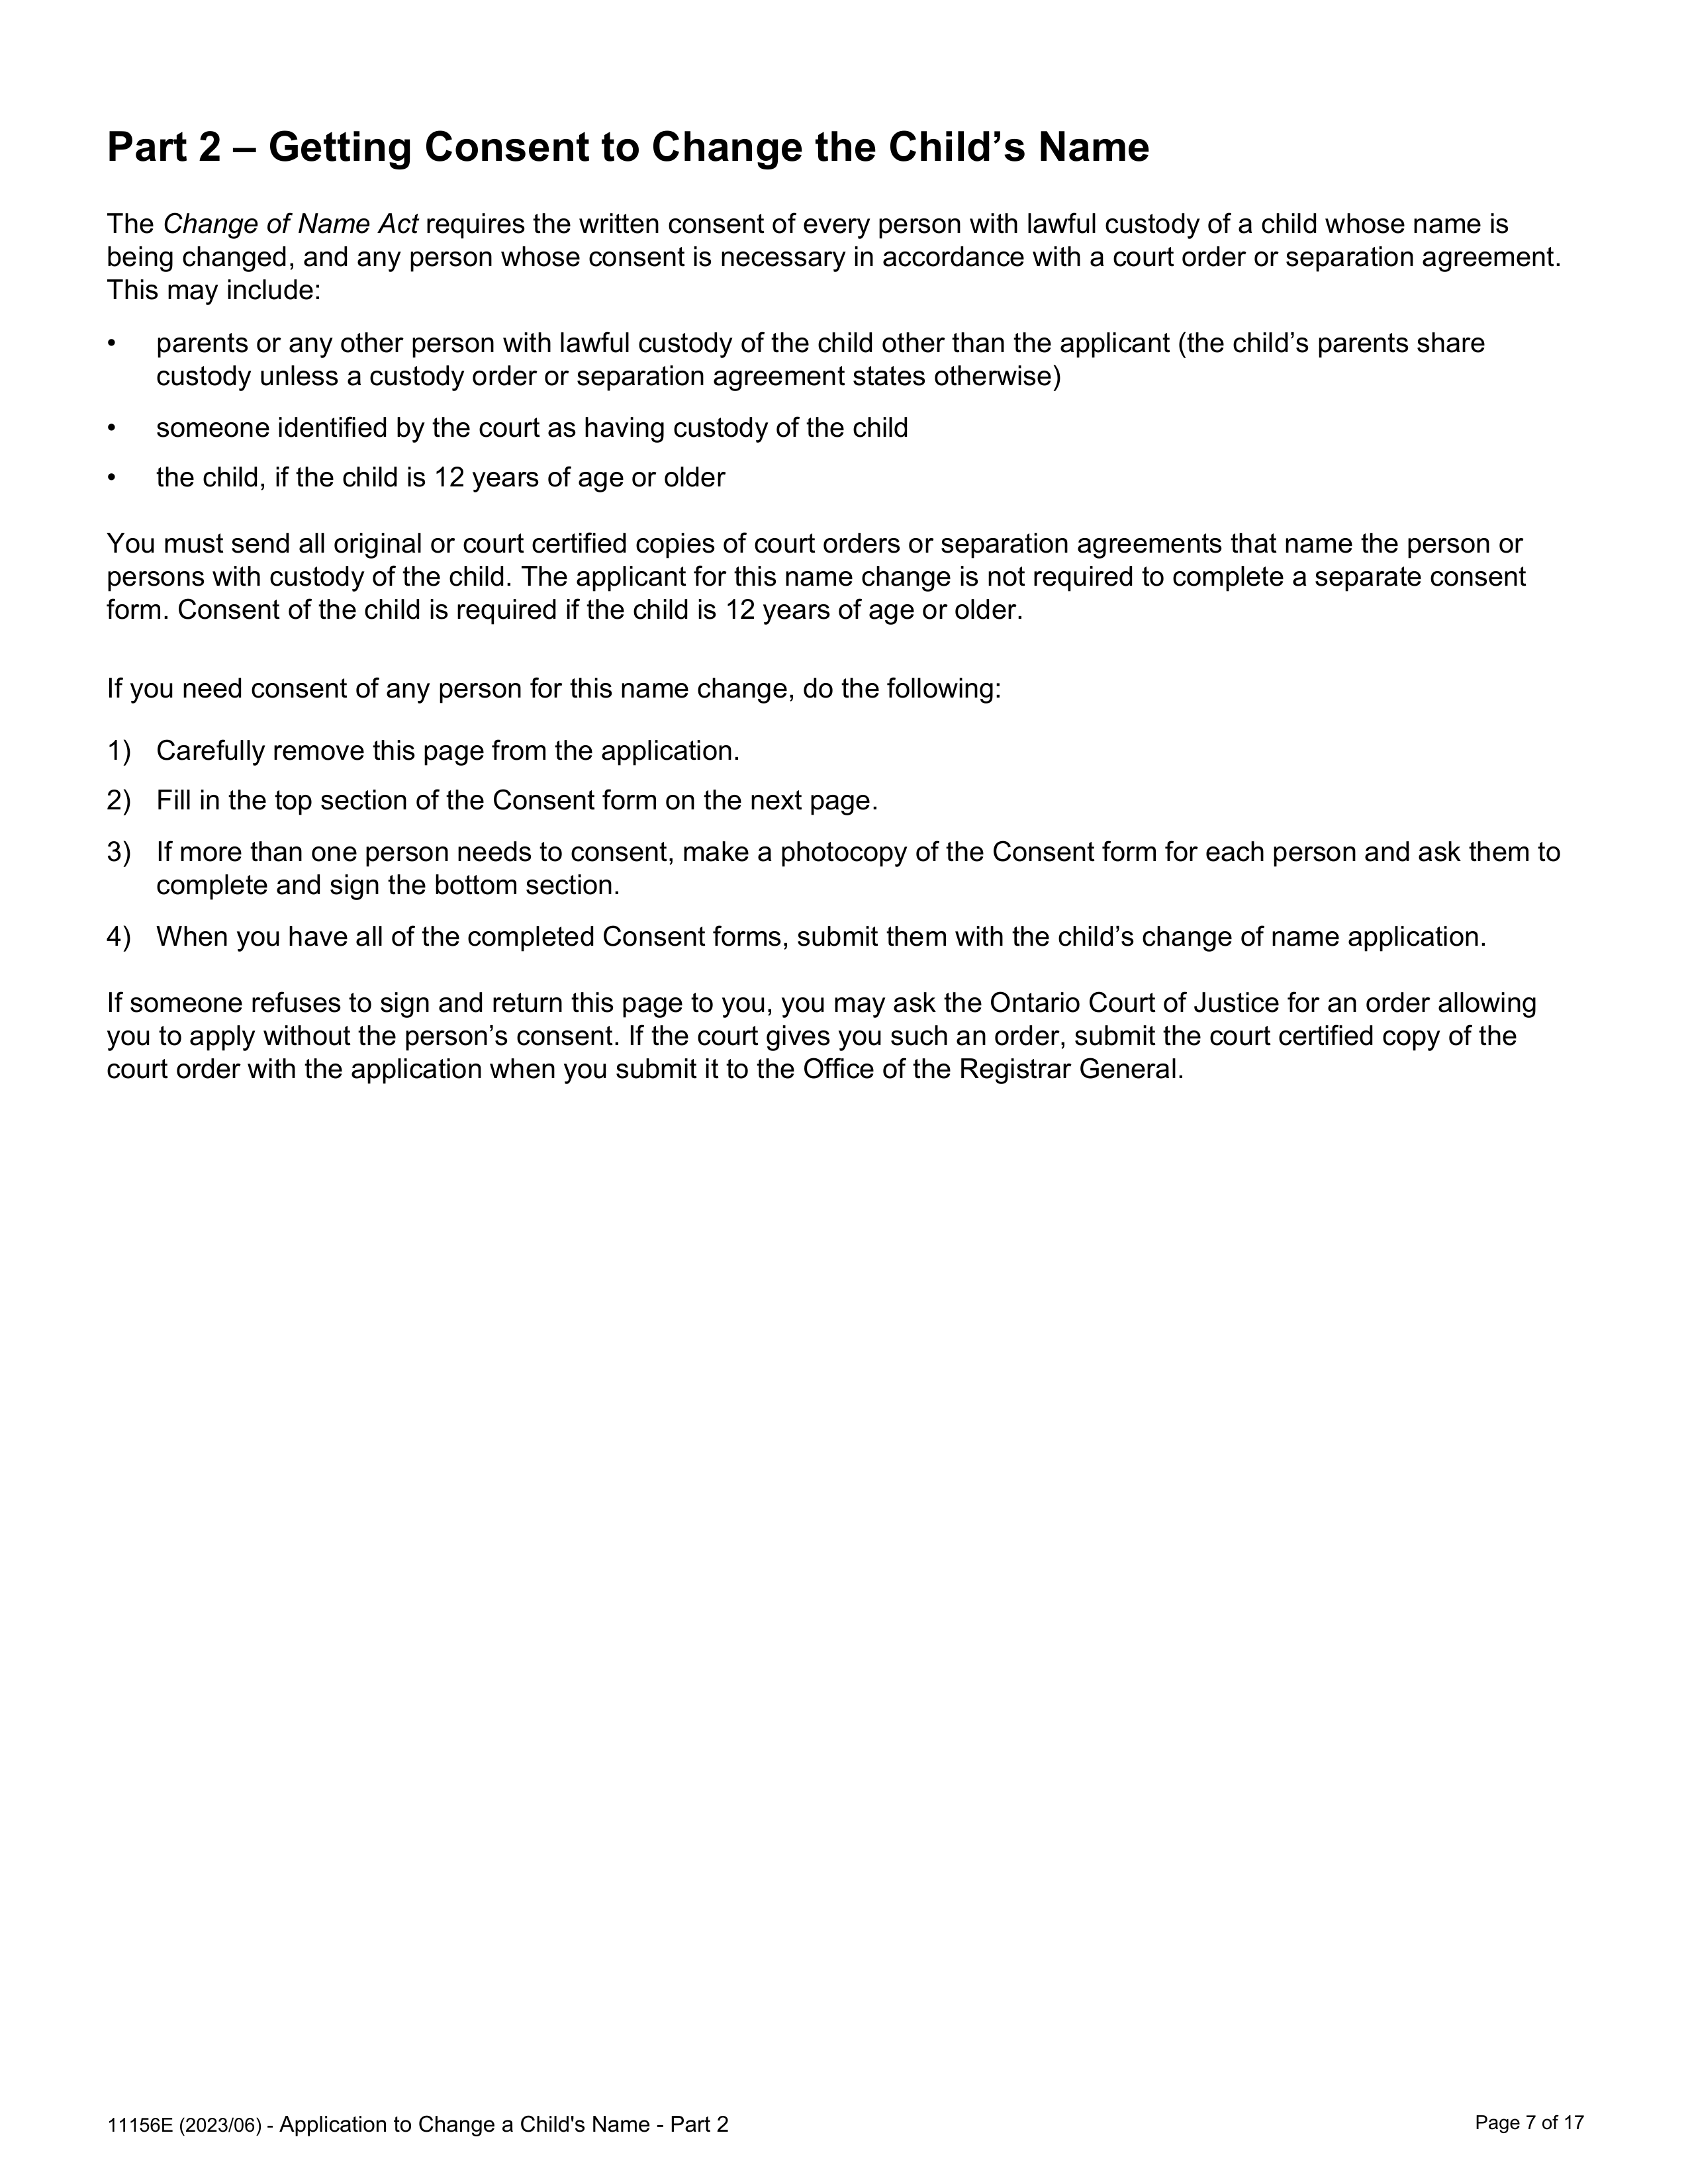 Part 2 – Getting Consent to Change the Child’s Name
The Change of Name Act requires the written consent of every person with lawful custody of a child whose name is
being changed, and any person whose consent is necessary in accordance with a court order or separation agreement.
This may include:
• parents or any other person with lawful custody of the child other than the applicant (the child’s parents share
custody unless a custody order or separation agreement states otherwise)
• someone identified by the court as having custody of the child
• the child, if the child is 12 years of age or older
You must send all original or court certified copies of court orders or separation agreements that name the person or
persons with custody of the child. The applicant for this name change is not required to complete a separate consent
form. Consent of the child is required if the child is 12 years of age or older.
If you need consent of any person for this name change, do the following:
1) Carefully remove this page from the application.
2) Fill in the top section of the Consent form on the next page.
3) If more than one person needs to consent, make a photocopy of the Consent form for each person and ask them to
complete and sign the bottom section.
4) When you have all of the completed Consent forms, submit them with the child’s change of name application.
If someone refuses to sign and return this page to you, you may ask the Ontario Court of Justice for an order allowing
you to apply without the person’s consent. If the court gives you such an order, submit the court certified copy of the
court order with the application when you submit it to the Office of the Registrar General.
11156E (2023/06) - Application to Change a Child's Name - Part 2 Page 7 of 17